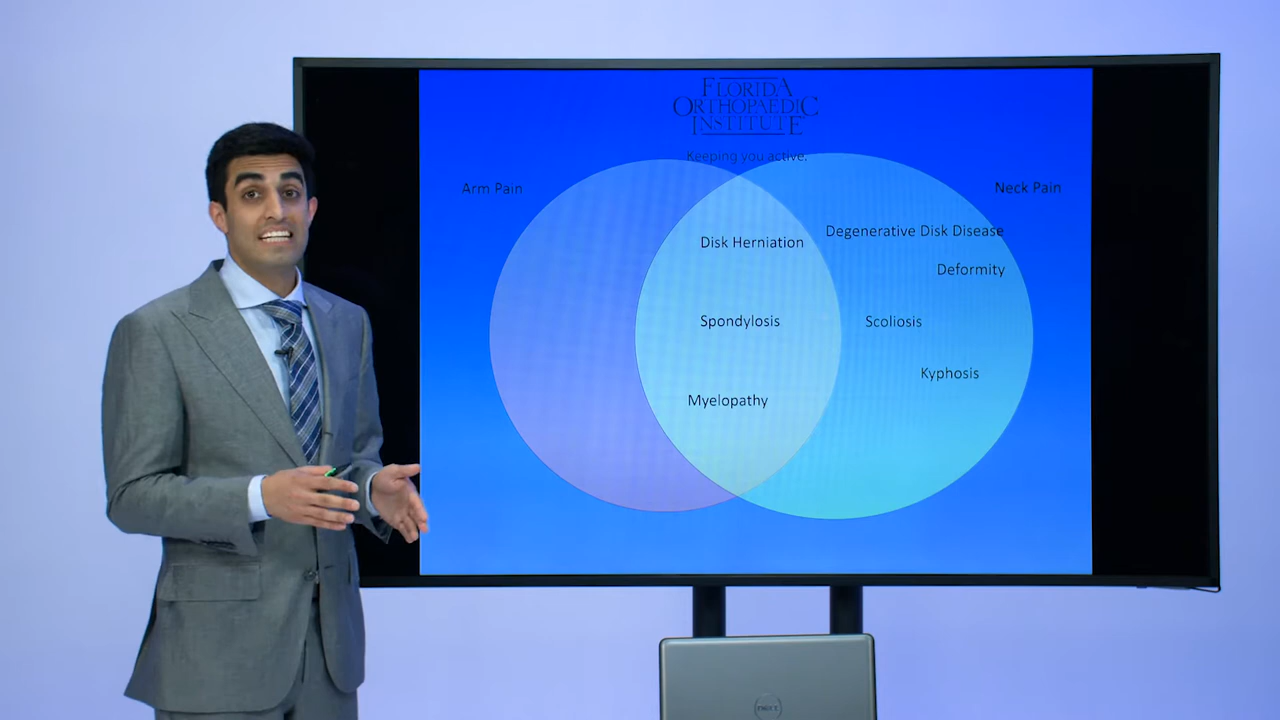 FLORIDA
ORTHOPAEDIC
INSTITUTE
Keeping you active.
Arm Pain
Neck Pain
Disk Herniation
Degenerative Disk Disease
Deformity
Spondylosis
Scoliosis
Kyphosis
Myelopathy
DELL